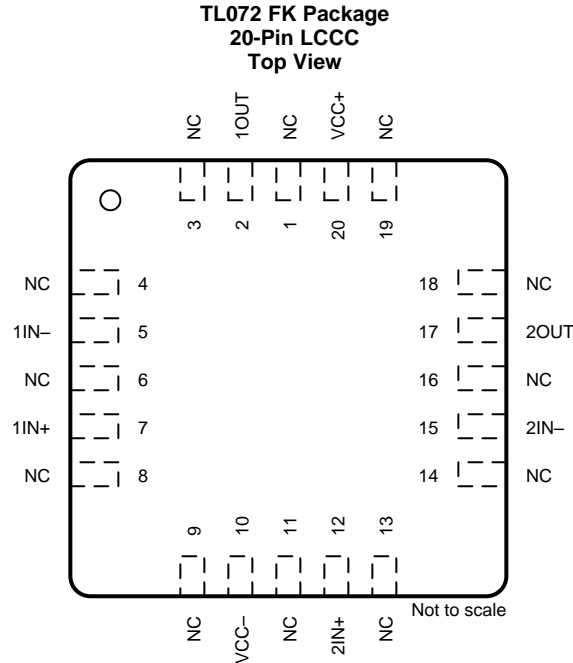 TL072 FK Package
20-Pin LCCC
Top View
NC
1OUT
NC
VCC+
NC
3
2
1
20
19
NC 4
1IN– 5
NC 6
1IN+ 7
NC 8
18 NC
17 2OUT
16 NC
15 2IN–
14 NC
9
10
11
12
13
NC
VCC–
NC
2IN+
NC
Not to scale